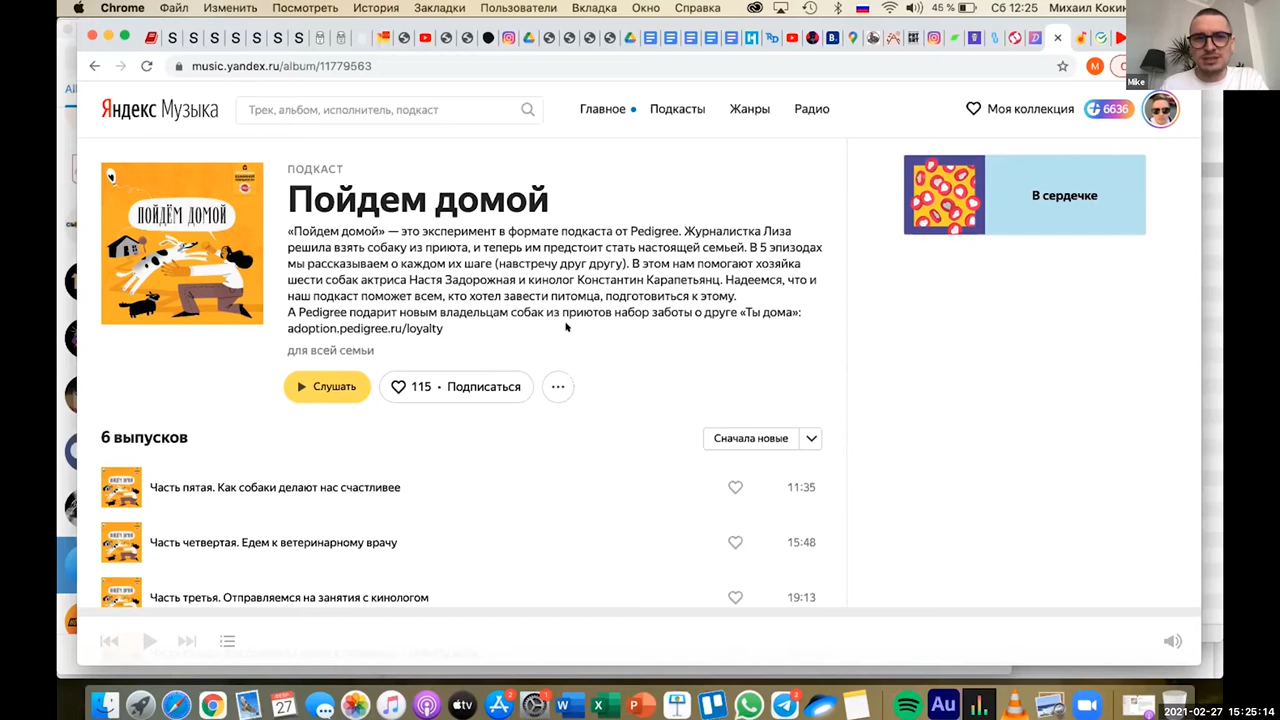 Chrome Файл Изменить Посмотреть История Закладки Пользователи Вкладка Окно Справка 45 % Сб 12:25 Михаил Кокин
Mike
music.yandex.ru/album/11779563
M
Яндекс Музыка
Трек, альбом, исполнитель, подкаст
Главное Подкасты Жанры Радио Моя коллекция 6636
ПОДКАСТ
Пойдем домой
ПОЙДЁМ ДОМОЙ
«Пойдем домой» — это эксперимент в формате подкаста от Pedigree. Журналистка Лиза
решила взять собаку из приюта, и теперь им предстоит стать настоящей семьей. В 5 эпизодах
мы рассказываем о каждом их шаге (навстречу друг другу). В этом нам помогают хозяйка
шести собак актриса Настя Задорожная и кинолог Константин Карапетьянц. Надеемся, что и
наш подкаст поможет всем, кто хотел завести питомца, подготовиться к этому.
А Pedigree подарит новым владельцам собак из приютов набор заботы о друге «Ты дома»:
adoption.pedigree.ru/loyalty
для всей семьи
В сердечке
Слушать 115 • Подписаться ...
6 выпусков Сначала новые
Часть пятая. Как собаки делают нас счастливее 11:35
Часть четвертая. Едем к ветеринарному врачу 15:48
Часть третья. Отправляемся на занятия с кинологом 19:13
27 tv 2 1 W X P 2 Au
2021-02-27 15:25:14